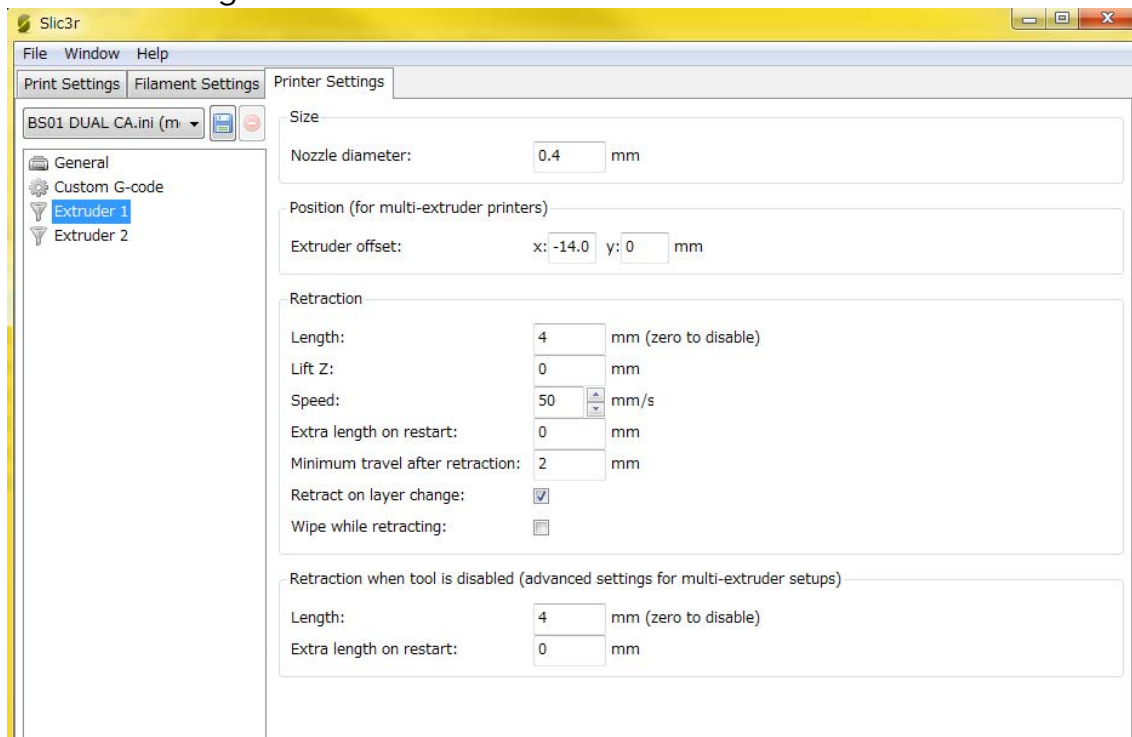 Slic3r
File Window Help
Print Settings Filament Settings Printer Settings
BS01 DUAL CA.ini (m
General
Custom G-code
Extruder 1
Extruder 2
Size
Nozzle diameter: 0.4 mm
Position (for multi-extruder printers)
Extruder offset: x: -14.0 y: 0 mm
Retraction
Length: 4 mm (zero to disable)
Lift Z: 0 mm
Speed: 50 mm/s
Extra length on restart: 0 mm
Minimum travel after retraction: 2 mm
Retract on layer change:
Wipe while retracting:
Retraction when tool is disabled (advanced settings for multi-extruder setups)
Length: 4 mm (zero to disable)
Extra length on restart: 0 mm